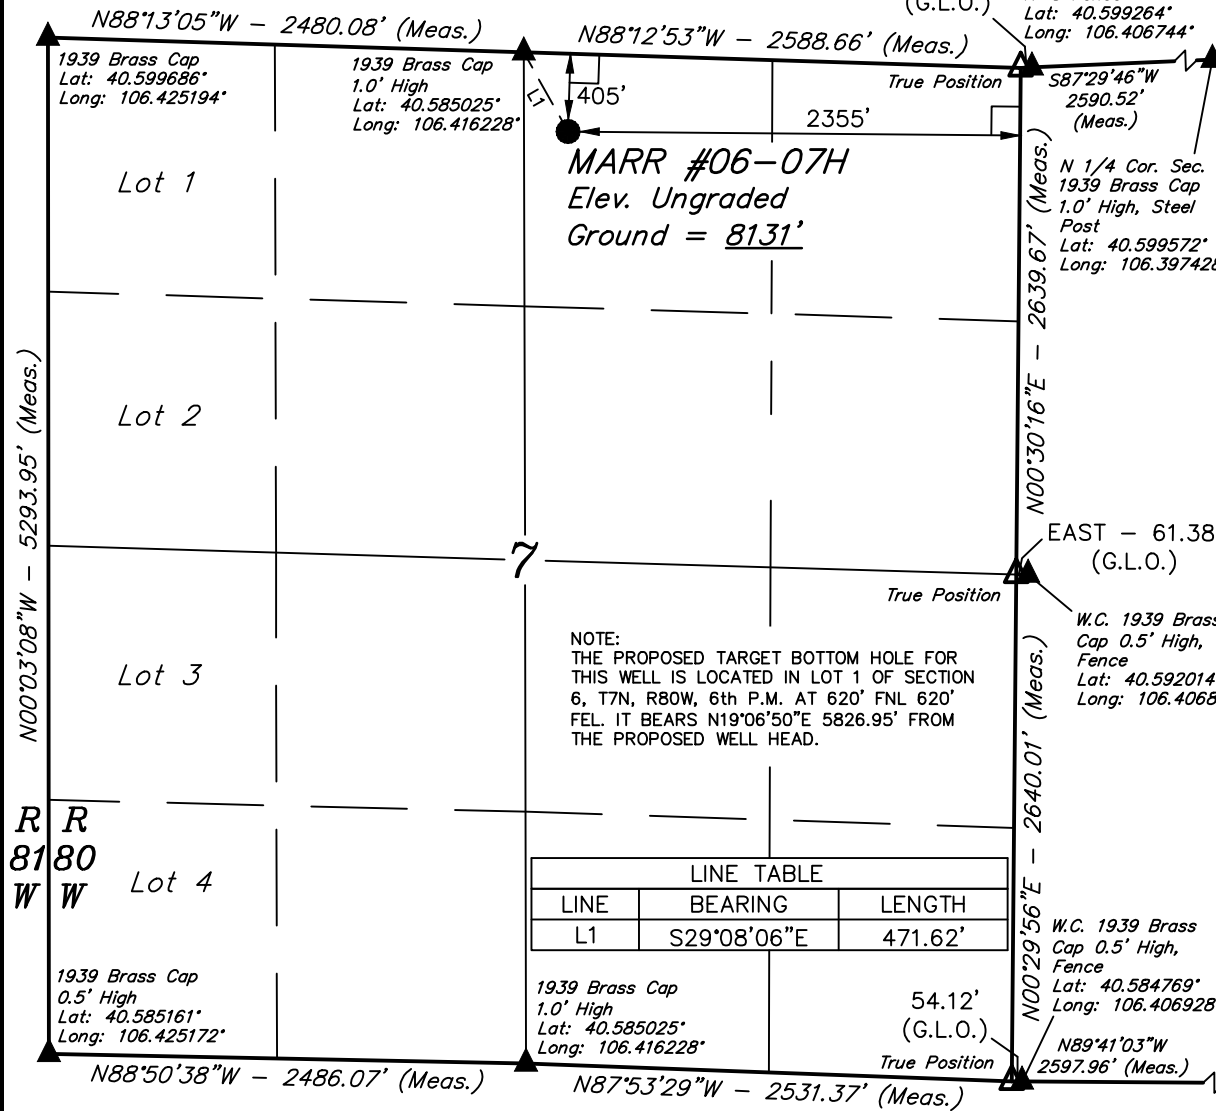 (G.L.O.)
Lat: 40.599264°
Long: 106.406744°
N88°13'05"W - 2480.08' (Meas.)
N88°12'53"W - 2588.66' (Meas.)
1939 Brass Cap
Lat: 40.599686°
Long: 106.425194°
1939 Brass Cap
1.0' High
Lat: 40.585025°
Long: 106.416228°
L1
405'
2355'
True Position
S87°29'46"W
2590.52'
(Meas.)
MARR #06-07H
Elev. Ungraded
Ground = 8131'
N 1/4 Cor. Sec.
1939 Brass Cap
1.0' High, Steel
Post
Lat: 40.599572°
Long: 106.397428
Lot 1
Lot 2
Lot 3
Lot 4
N00°03'08"W - 5293.95' (Meas.)
N00°30'16"E - 2639.67' (Meas.)
7
EAST - 61.38
(G.L.O.)
True Position
W.C. 1939 Brass
Cap 0.5' High,
Fence
Lat: 40.592014
Long: 106.4068
NOTE:
THE PROPOSED TARGET BOTTOM HOLE FOR
THIS WELL IS LOCATED IN LOT 1 OF SECTION
6, T7N, R80W, 6th P.M. AT 620' FNL 620'
FEL. IT BEARS N19°06'50"E 5826.95' FROM
THE PROPOSED WELL HEAD.
N00°29'56"E - 2640.01' (Meas.)
R R
81 80
W W
LINE TABLE
LINE BEARING LENGTH
L1 S29°08'06"E 471.62'
W.C. 1939 Brass
Cap 0.5' High,
Fence
Lat: 40.584769°
Long: 106.406928
1939 Brass Cap
0.5' High
Lat: 40.585161°
Long: 106.425172°
1939 Brass Cap
1.0' High
Lat: 40.585025°
Long: 106.416228°
54.12'
(G.L.O.)
True Position
N89°41'03"W
2597.96' (Meas.)
N88°50'38"W - 2486.07' (Meas.)
N87°53'29"W - 2531.37' (Meas.)